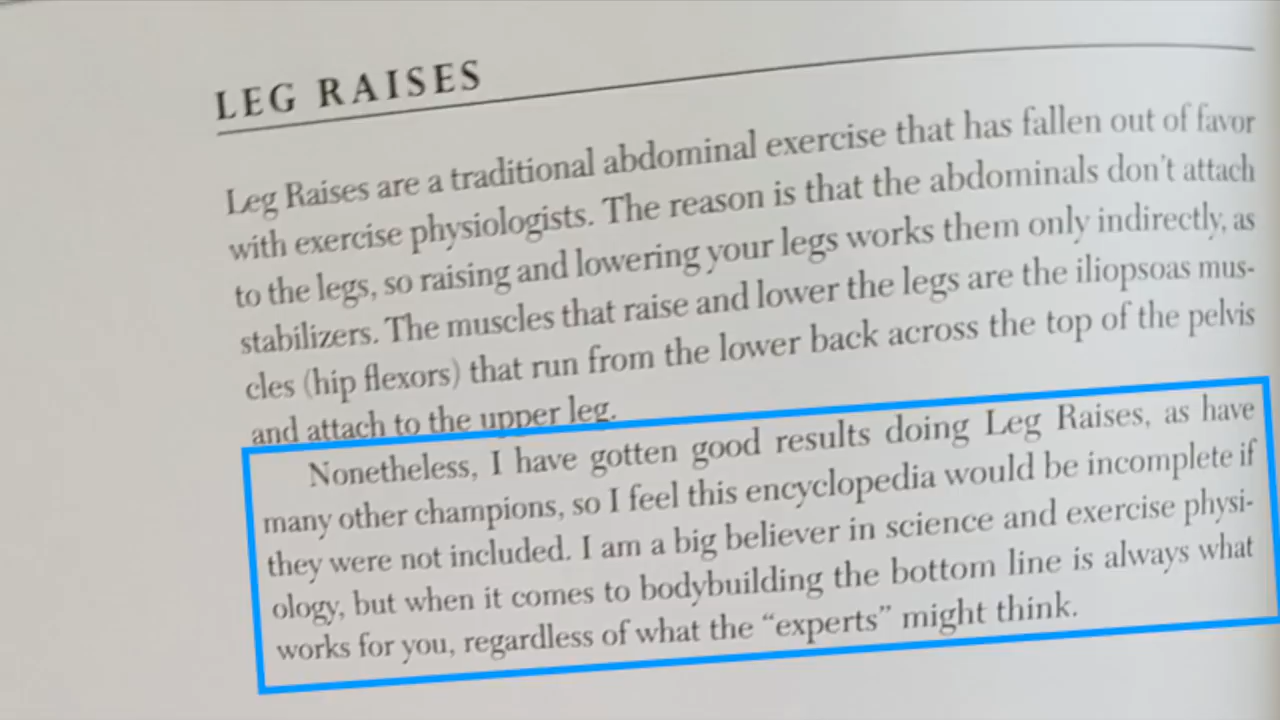 LEG RAISES
Leg Raises are a traditional abdominal exercise that has fallen out of favor
with exercise physiologists. The reason is that the abdominals don't attach
to the legs, so raising and lowering your legs works them only indirectly, as
stabilizers. The muscles that raise and lower the legs are the iliopsoas mus-
cles (hip flexors) that run from the lower back across the top of the pelvis
and attach to the upper leg.
Nonetheless, I have gotten good results doing Leg Raises, as have
many other champions, so I feel this encyclopedia would be incomplete if
they were not included. I am a big believer in science and exercise physi-
ology, but when it comes to bodybuilding the bottom line is always what
works for you, regardless of what the “experts” might think.